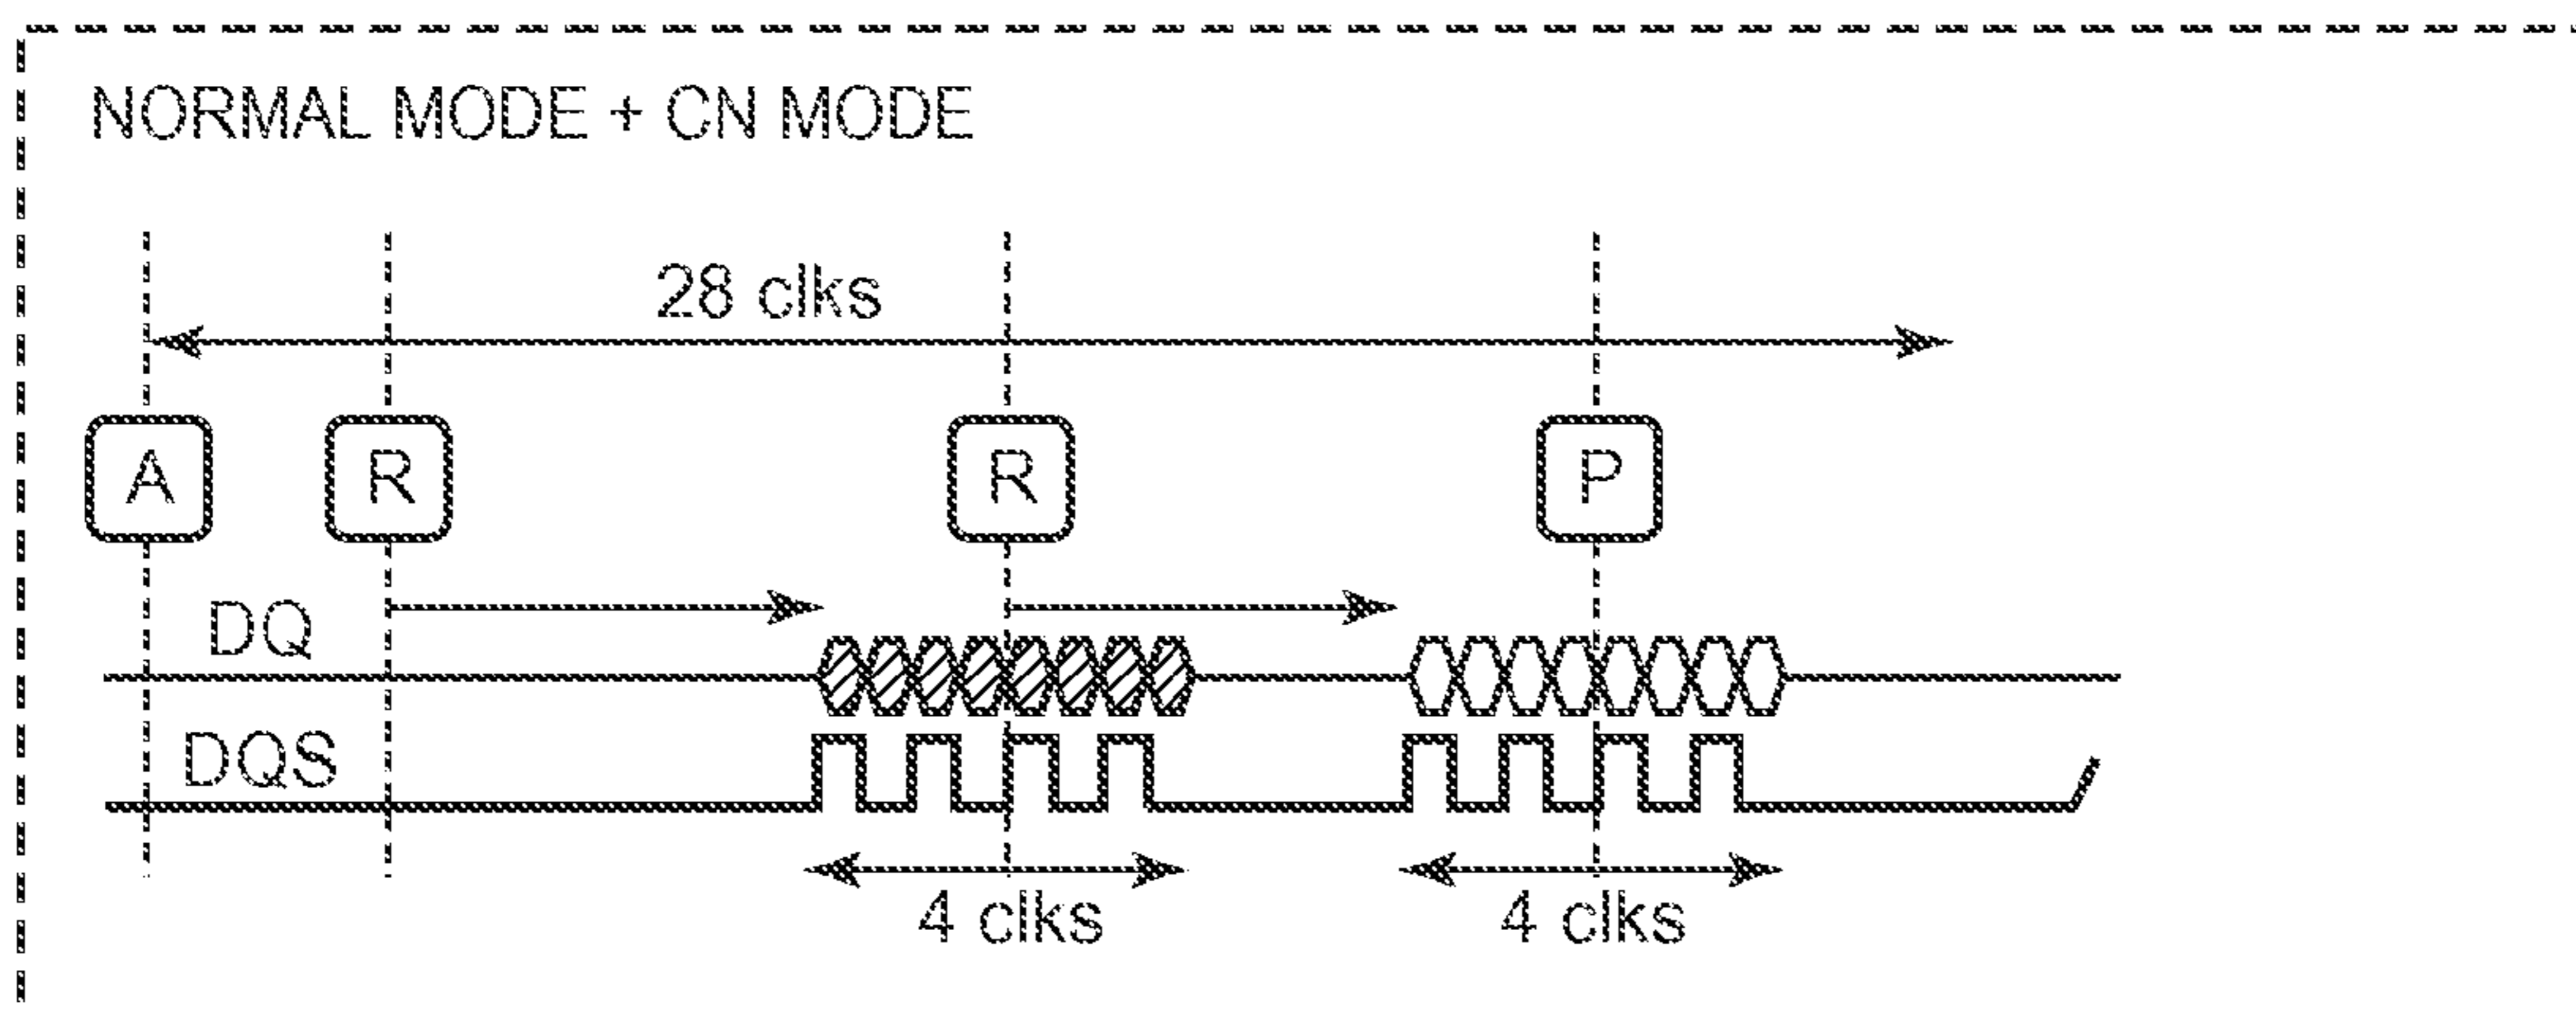 NORMAL MODE + CN MODE
28 clks
A R R P
DQ
DQS
4 clks 4 clks